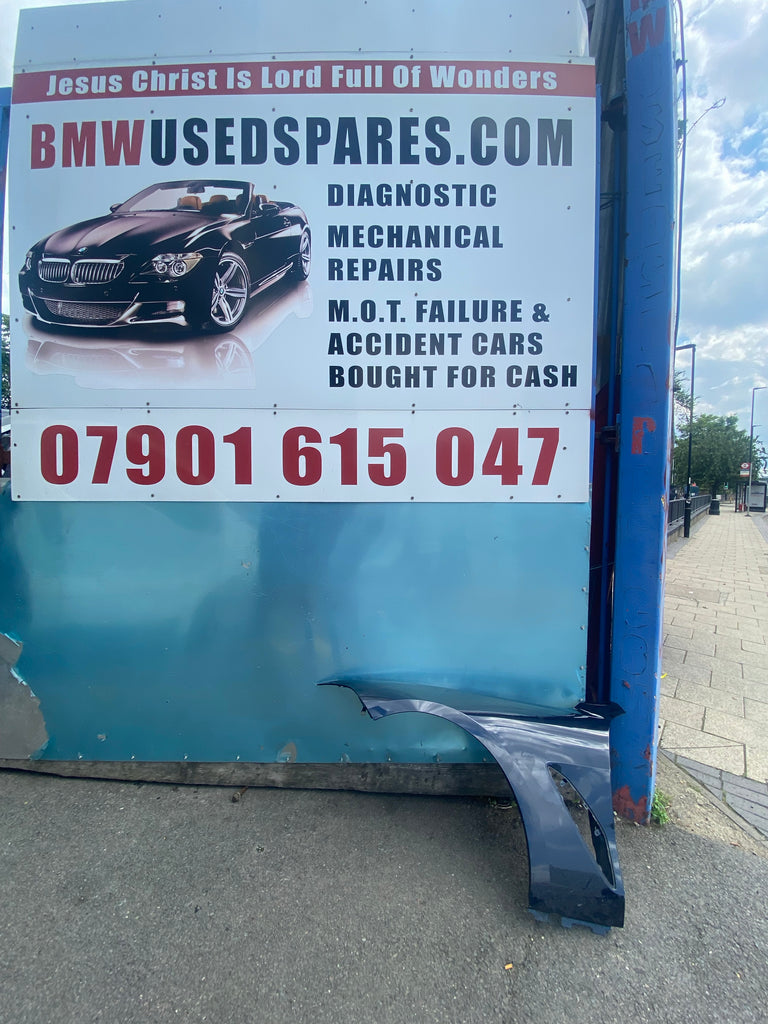 Jesus Christ Is Lord Full Of Wonders
BMWUSEDSPARES.COM
DIAGNOSTIC
MECHANICAL
REPAIRS
M.O.T. FAILURE &
ACCIDENT CARS
BOUGHT FOR CASH
07901 615 047